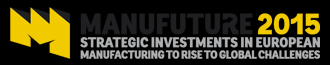 MANUFUTURE 2015
STRATEGIC INVESTMENTS IN EUROPEAN
MANUFACTURING TO RISE TO GLOBAL CHALLENGES